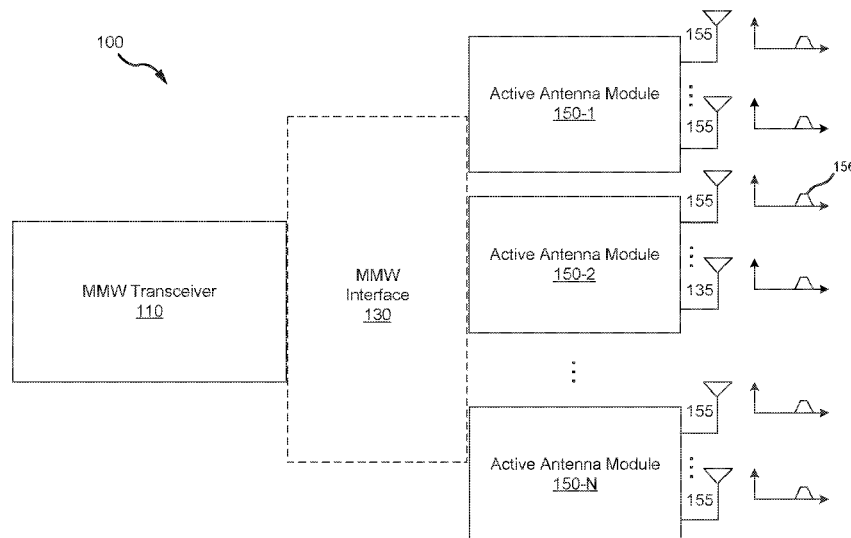 100
MMW Transceiver
110
MMW
Interface
130
Active Antenna Module
150-1
155
155
Active Antenna Module
150-2
155
135
156
Active Antenna Module
150-N
155
155